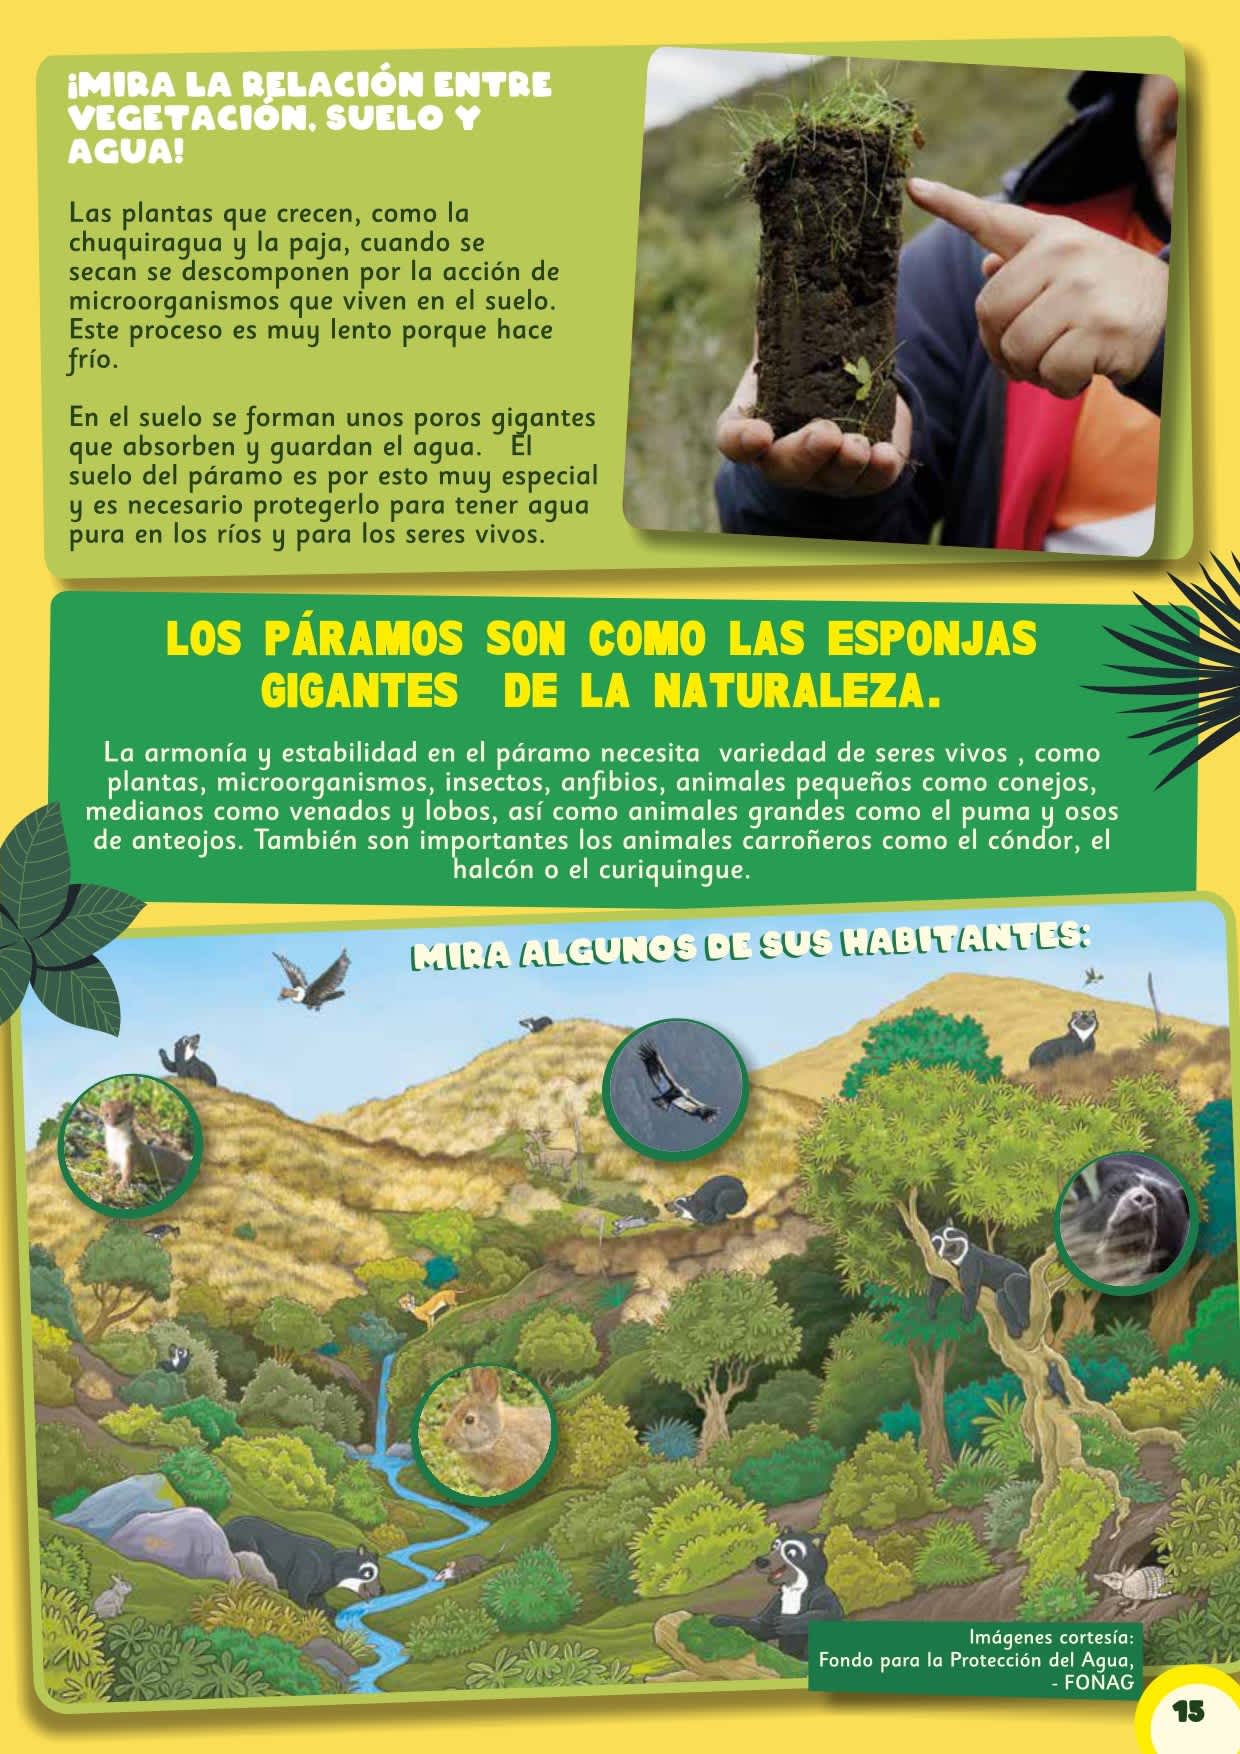 ¡MIRA LA RELACIÓN ENTRE
VEGETACIÓN, SUELO Y
AGUA!
Las plantas que crecen, como la
chuquiragua y la paja, cuando se
secan se descomponen por la acción de
microorganismos que viven en el suelo.
Este proceso es muy lento porque hace
frío.
En el suelo se forman unos poros gigantes
que absorben y guardan el agua. El
suelo del páramo es por esto muy especial
y es necesario protegerlo para tener agua
pura en los ríos y para los seres vivos.
LOS PÁRAMOS SON COMO LAS ESPONJAS
GIGANTES DE LA NATURALEZA.
La armonía y estabilidad en el páramo necesita variedad de seres vivos , como
plantas, microorganismos, insectos, anfibios, animales pequeños como conejos,
medianos como venados y lobos, así como animales grandes como el puma y osos
de anteojos. También son importantes los animales carroñeros como el cóndor, el
halcón o el curiquingue.
MIRA ALGUNOS DE SUS HABITANTES:
Imágenes cortesía:
Fondo para la Protección del Agua,
- FONAG
15